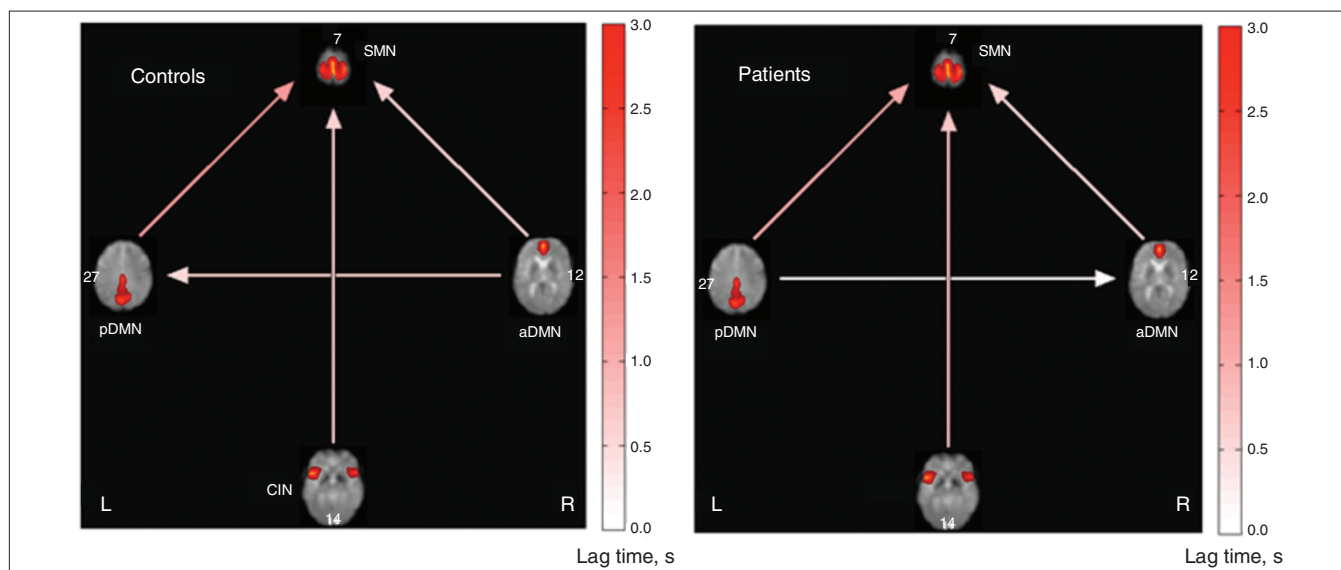 Controls
7
SMN
27
pDMN
12
aDMN
CIN
14
L
R
3.0
2.5
2.0
1.5
1.0
0.5
0.0
Lag time, s
Patients
7
SMN
27
pDMN
12
aDMN
14
L
R
3.0
2.5
2.0
1.5
1.0
0.5
0.0
Lag time, s